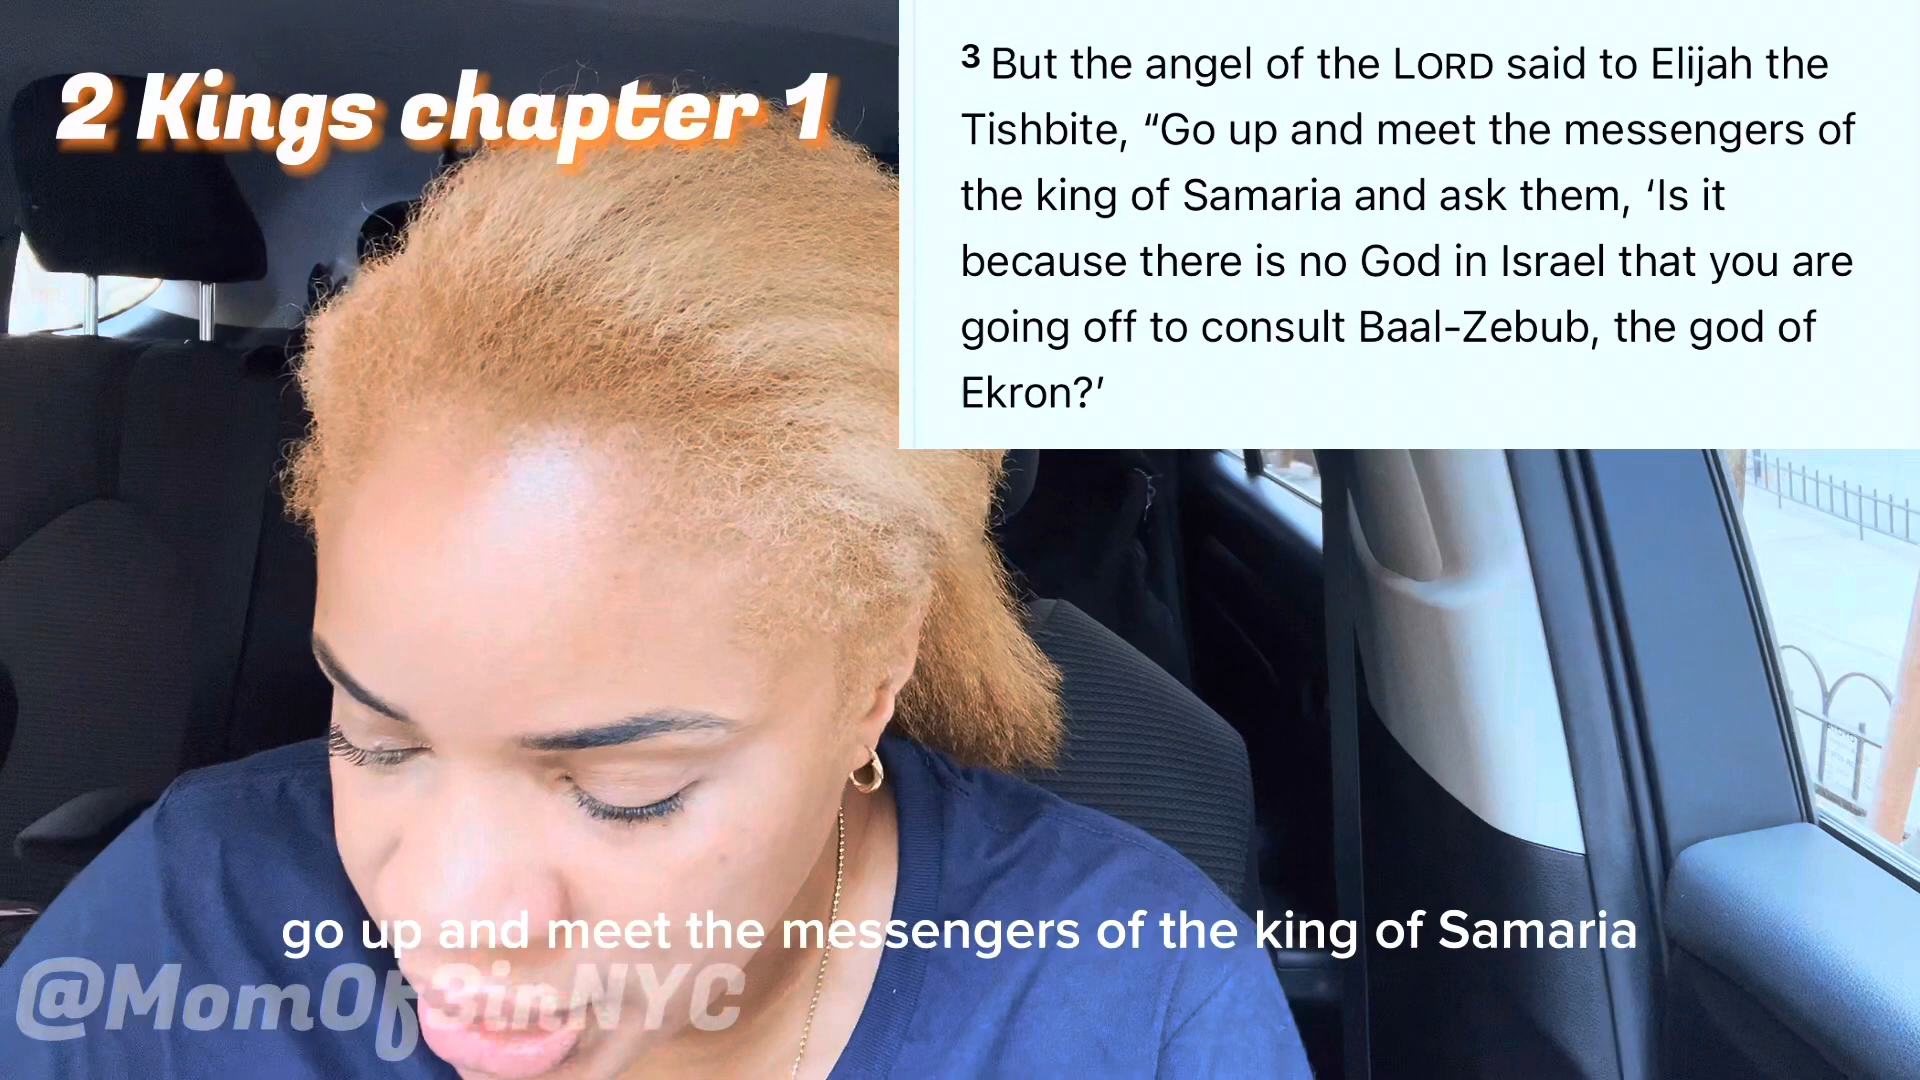 2 Kings chapter 1
3 But the angel of the LORD said to Elijah the
Tishbite, “Go up and meet the messengers of
the king of Samaria and ask them, ‘Is it
because there is no God in Israel that you are
going off to consult Baal-Zebub, the god of
Ekron?’
go up and meet the messengers of the king of Samaria
@MomOf3inNYC